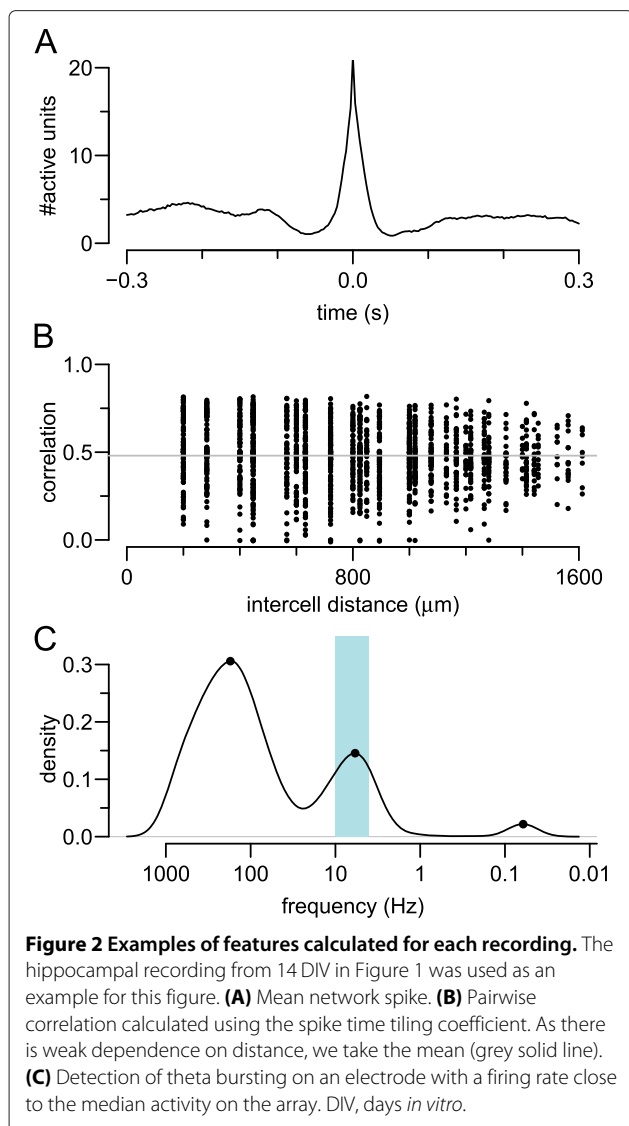 A
20
10
0
#active units
−0.3
0.0
0.3
time (s)
B
1.0
0.5
0.0
correlation
0
800
1600
intercell distance (μm)
C
0.3
0.2
0.1
0.0
density
1000
100
10
1
0.1
0.01
frequency (Hz)
Figure 2 Examples of features calculated for each recording. The
hippocampal recording from 14 DIV in Figure 1 was used as an
example for this figure. (A) Mean network spike. (B) Pairwise
correlation calculated using the spike time tiling coefficient. As there
is weak dependence on distance, we take the mean (grey solid line).
(C) Detection of theta bursting on an electrode with a firing rate close
to the median activity on the array. DIV, days in vitro.